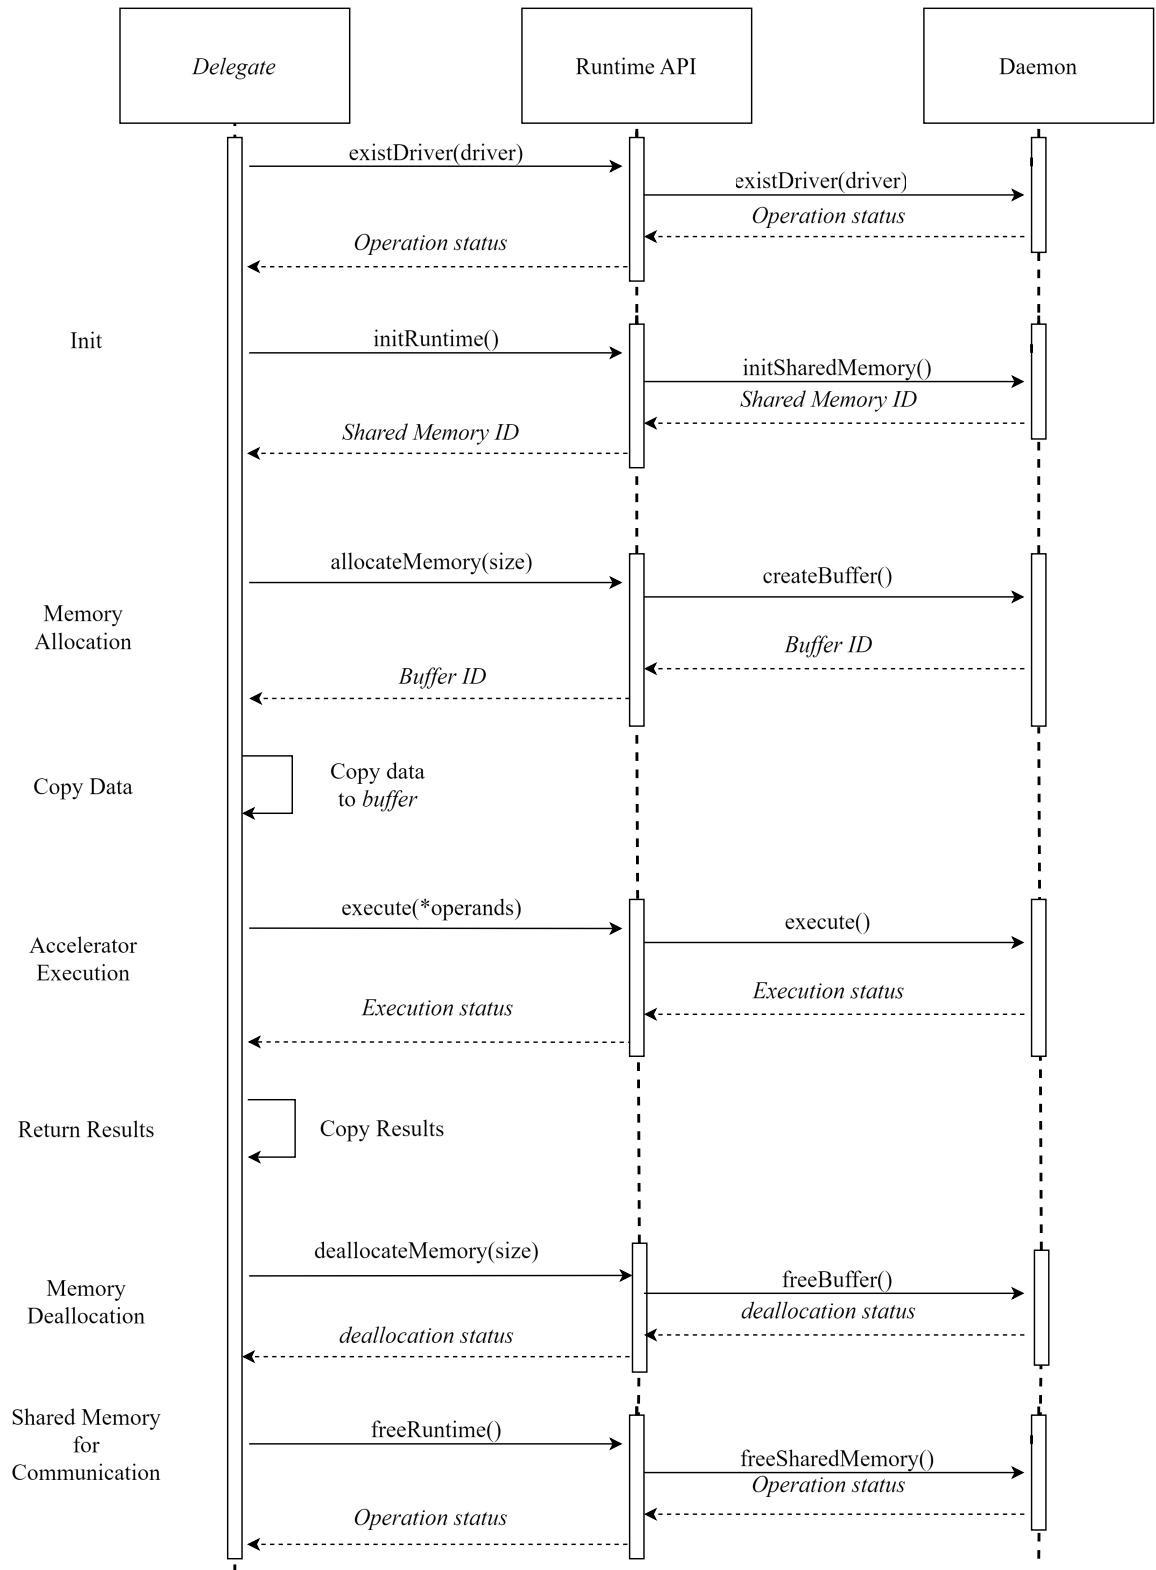 Delegate
Runtime API
Daemon
existDriver(driver)
existDriver(driver)
Operation status
Operation status
Init
initRuntime()
initSharedMemory()
Shared Memory ID
Shared Memory ID
Memory
Allocation
allocateMemory(size)
createBuffer()
Buffer ID
Buffer ID
Copy Data
Copy data
to buffer
Accelerator
Execution
execute(*operands)
execute()
Execution status
Execution status
Return Results
Copy Results
Memory
Deallocation
deallocateMemory(size)
freeBuffer()
deallocation status
deallocation status
Shared Memory
for
Communication
freeRuntime()
freeSharedMemory()
Operation status
Operation status